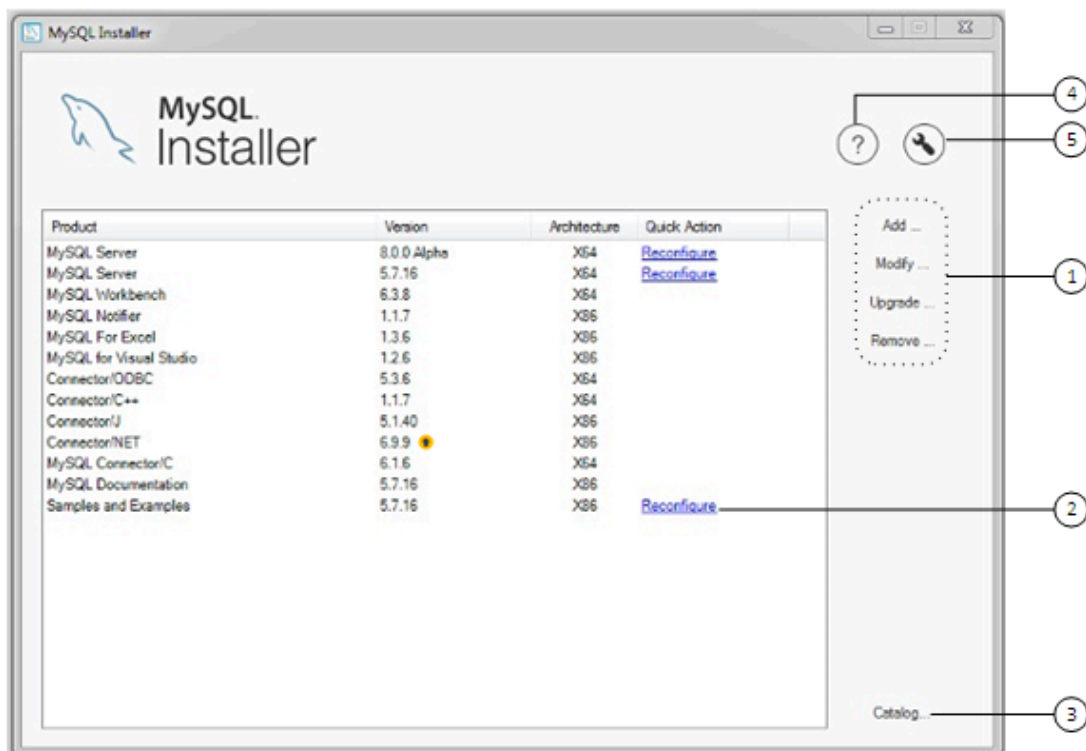 MySQL Installer
MySQL.
Installer
4
?
5
Product Version Architecture Quick Action
Add ...
Modify ...
Upgrade ...
Remove ...
1
MySQL Server 8.0.0 Alpha X64 Reconfigure
MySQL Server 5.7.16 X64 Reconfigure
MySQL Workbench 6.3.8 X64
MySQL Notifier 1.1.7 X86
MySQL For Excel 1.3.6 X86
MySQL for Visual Studio 1.2.6 X86
Connector/ODBC 5.3.6 X64
Connector/C++ 1.1.7 X64
Connector/J 5.1.40 X86
Connector/NET 6.9.9 X86
MySQL Connector/C 6.1.6 X64
MySQL Documentation 5.7.16 X86
Samples and Examples 5.7.16 X86 Reconfigure
2
Catalog...
3